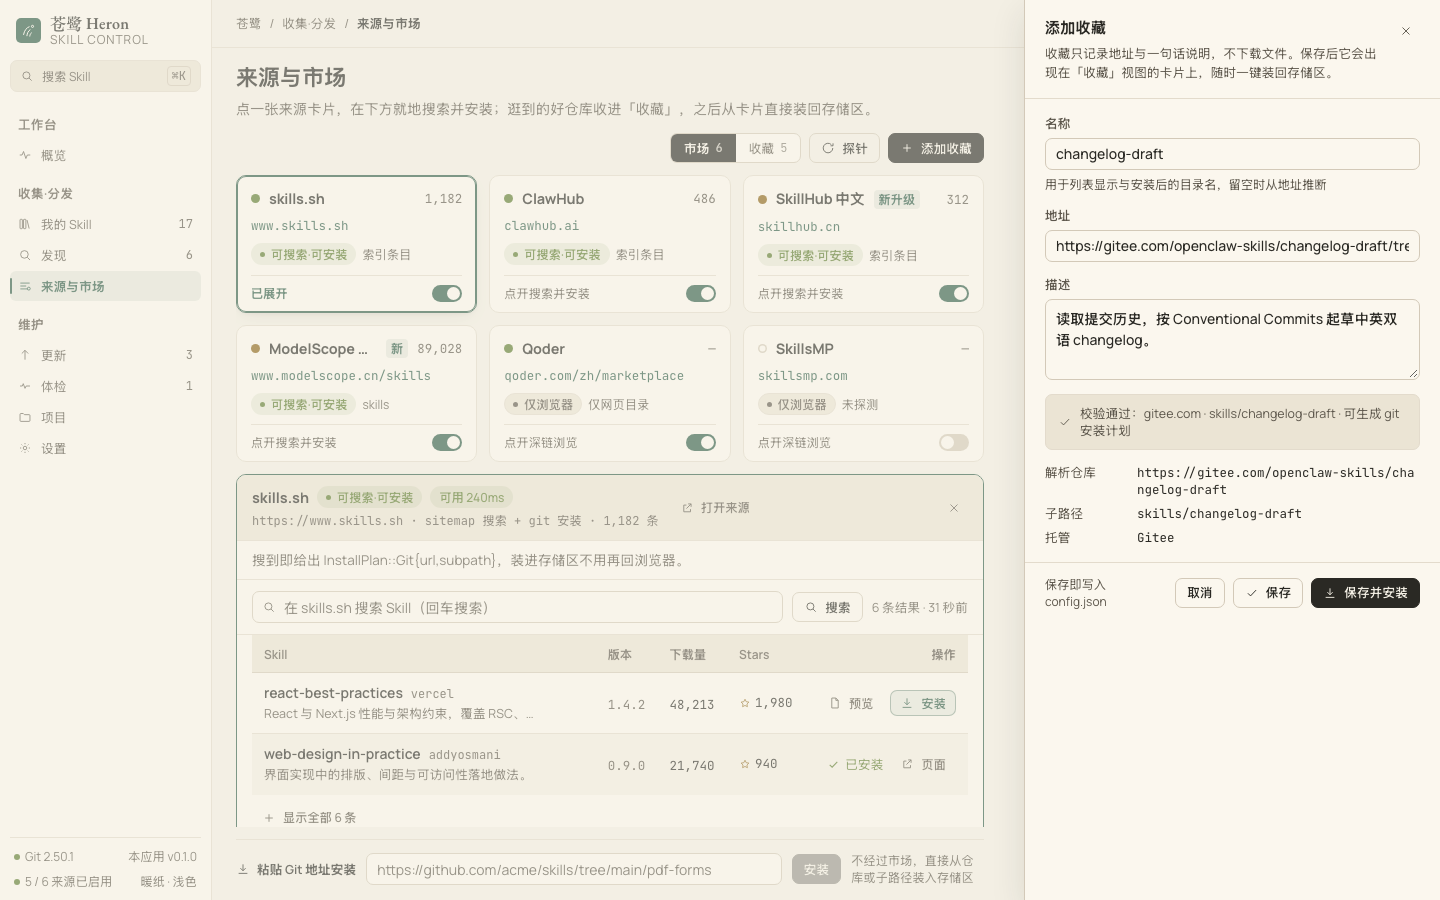 苍鹭 Heron
SKILL CONTROL
搜索 Skill ⌘K
工作台
概览
收集·分发
我的 Skill 17
发现 6
来源与市场
维护
更新 3
体检 1
项目
设置
Git 2.50.1 本应用 v0.1.0
5 / 6 来源已启用 暖纸 · 浅色
苍鹭 / 收集·分发 / 来源与市场
来源与市场
点一张来源卡片，在下方就地搜索并安装；逛到的好仓库收进「收藏」，之后从卡片直接装回存储区。
市场 6 收藏 5 探针 + 添加收藏
skills.sh 1,182
www.skills.sh
可搜索·可安装 索引条目
已展开
ClawHub 486
clawhub.ai
可搜索·可安装 索引条目
点开搜索并安装
SkillHub 中文 新升级 312
skillhub.cn
可搜索·可安装 索引条目
点开搜索并安装
ModelScope ... 新 89,028
www.modelscope.cn/skills
可搜索·可安装 skills
点开搜索并安装
Qoder —
qoder.com/zh/marketplace
仅浏览器 仅网页目录
点开深链浏览
SkillsMP —
skillsmp.com
仅浏览器 未探测
点开深链浏览
skills.sh 可搜索·可安装 可用 240ms
https://www.skills.sh · sitemap 搜索 + git 安装 · 1,182 条
打开来源
搜到即给出 InstallPlan::Git{url,subpath}，装进存储区不用再回浏览器。
在 skills.sh 搜索 Skill（回车搜索） 搜索 6 条结果 · 31 秒前
Skill 版本 下载量 Stars 操作
react-best-practices vercel
React 与 Next.js 性能与架构约束，覆盖 RSC、...
1.4.2 48,213 1,980 预览 安装
web-design-in-practice addyosmani
界面实现中的排版、间距与可访问性落地做法。
0.9.0 21,740 940 已安装 页面
+ 显示全部 6 条
粘贴 Git 地址安装 https://github.com/acme/skills/tree/main/pdf-forms 安装
不经过市场，直接从仓
库或子路径装入存储区
添加收藏
收藏只记录地址与一句话说明，不下载文件。保存后它会出
现在「收藏」视图的卡片上，随时一键装回存储区。
名称
changelog-draft
用于列表显示与安装后的目录名，留空时从地址推断
地址
https://gitee.com/openclaw-skills/changelog-draft/tre
描述
读取提交历史，按 Conventional Commits 起草中英双
语 changelog。
校验通过：gitee.com · skills/changelog-draft · 可生成 git
安装计划
解析仓库 https://gitee.com/openclaw-skills/cha
ngelog-draft
子路径 skills/changelog-draft
托管 Gitee
保存即写入
config.json
取消 保存 保存并安装